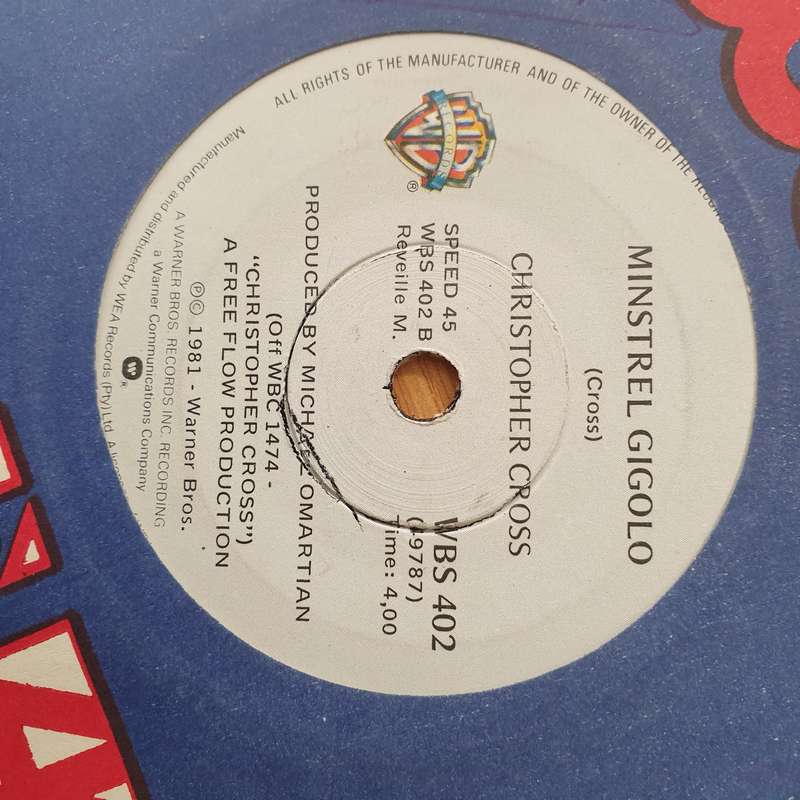 ALL RIGHTS OF THE MANUFACTURER AND OF THE OWNER OF THE
RECORDS
MINSTREL GIGOLO
(Cross)
CHRISTOPHER CROSS
SPEED 45
WBS 402 B
Reveille M.
WBS 402
(49787)
Time: 4,00
PRODUCED BY MICHAEL OMARTIAN
(Off WBC 1474 -
"CHRISTOPHER CROSS")
A FREE FLOW PRODUCTION
℗© 1981 - Warner Bros.
A WARNER BROS. RECORDS INC. RECORDING
a Warner Communications Company
Manufactured and distributed by WEA Records (Pty) Ltd. A